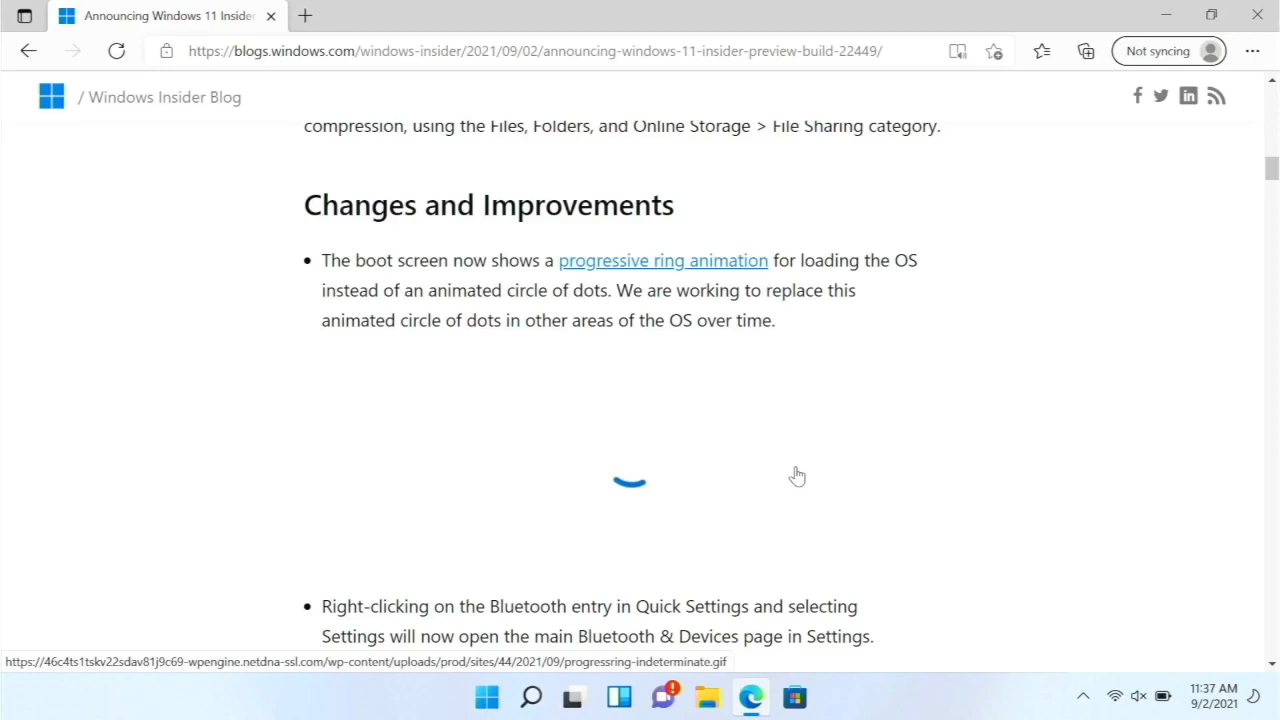 Announcing Windows 11 Insider
https://blogs.windows.com/windows-insider/2021/09/02/announcing-windows-11-insider-preview-build-22449/
Not syncing
/ Windows Insider Blog
compression, using the Files, Folders, and Online Storage > File Sharing category.
Changes and Improvements
• The boot screen now shows a progressive ring animation for loading the OS
instead of an animated circle of dots. We are working to replace this
animated circle of dots in other areas of the OS over time.
• Right-clicking on the Bluetooth entry in Quick Settings and selecting
Settings will now open the main Bluetooth & Devices page in Settings.
https://46c4ts1tskv22sdav81j9c69-wpengine.netdna-ssl.com/wp-content/uploads/prod/sites/44/2021/09/progressring-indeterminate.gif
11:37 AM
9/2/2021